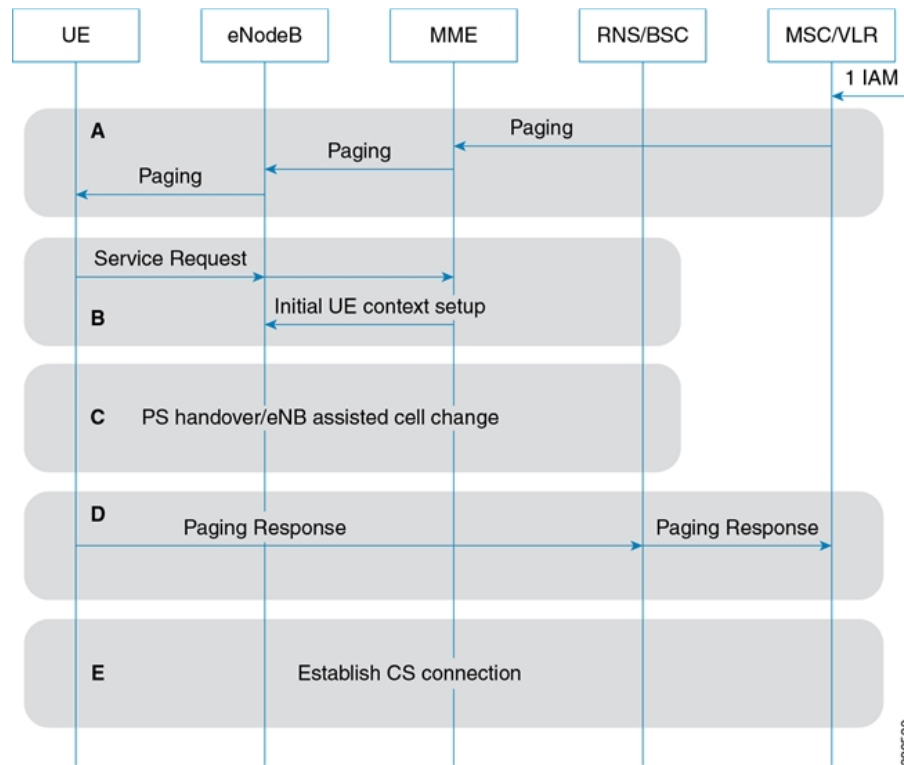 UE eNodeB MME RNS/BSC MSC/VLR
1 IAM
A
Paging
Paging
Paging
Service Request
Initial UE context setup
B
C PS handover/eNB assisted cell change
D
Paging Response Paging Response
E Establish CS connection